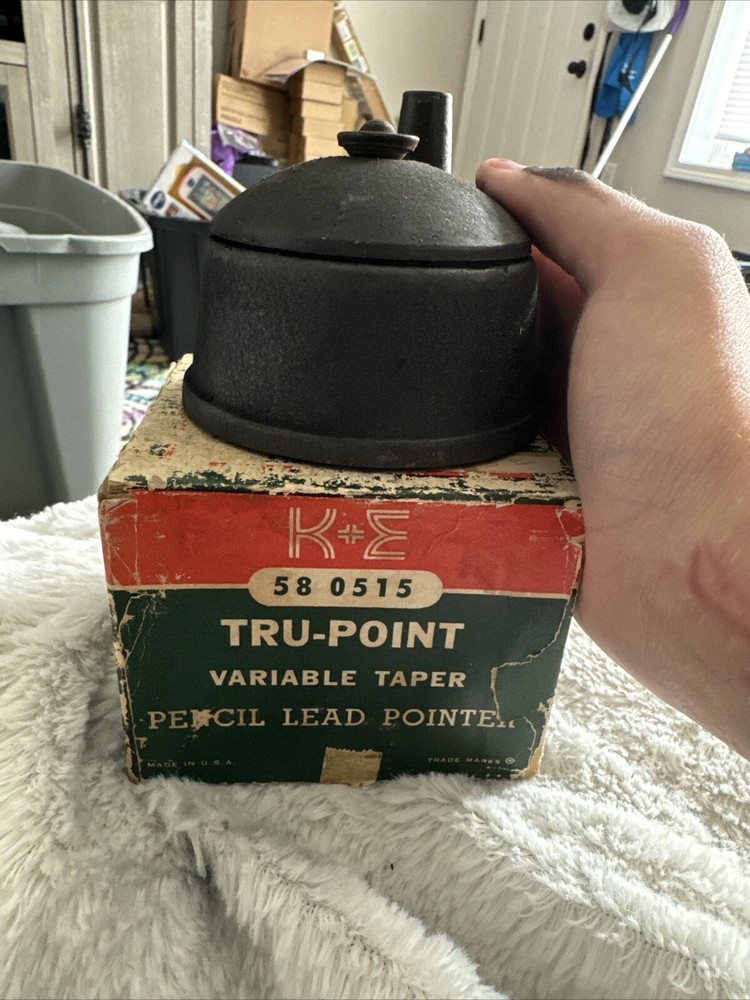 K+E
58 0515
TRU-POINT
VARIABLE TAPER
PENCIL LEAD POINTER
MADE IN U.S.A.
TRADE MARKS ®